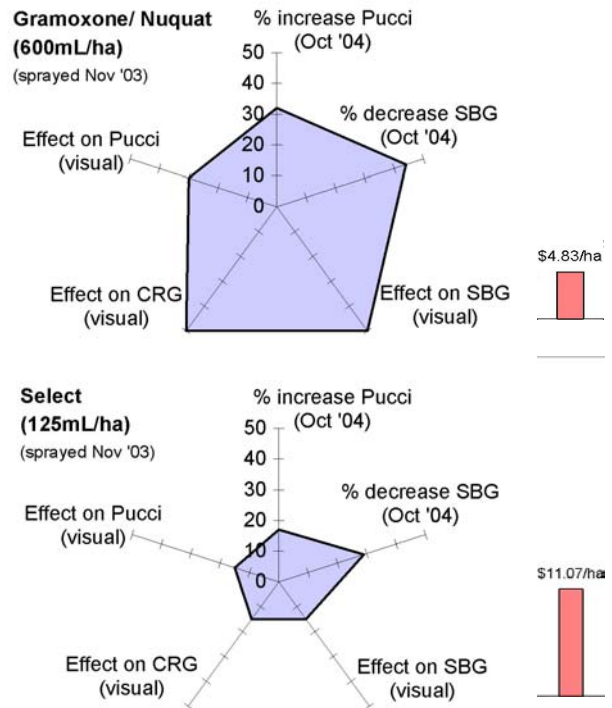 Gramoxone/ Nuquat
(600mL/ha)
(sprayed Nov '03)
% increase Pucci
(Oct '04)
50
40
30
20
10
0
% decrease SBG
(Oct '04)
Effect on Pucci
(visual)
Effect on CRG
(visual)
Effect on SBG
(visual)
$4.83/ha
Select
(125mL/ha)
(sprayed Nov '03)
% increase Pucci
(Oct '04)
50
40
30
20
10
0
% decrease SBG
(Oct '04)
Effect on Pucci
(visual)
Effect on CRG
(visual)
Effect on SBG
(visual)
$11.07/ha